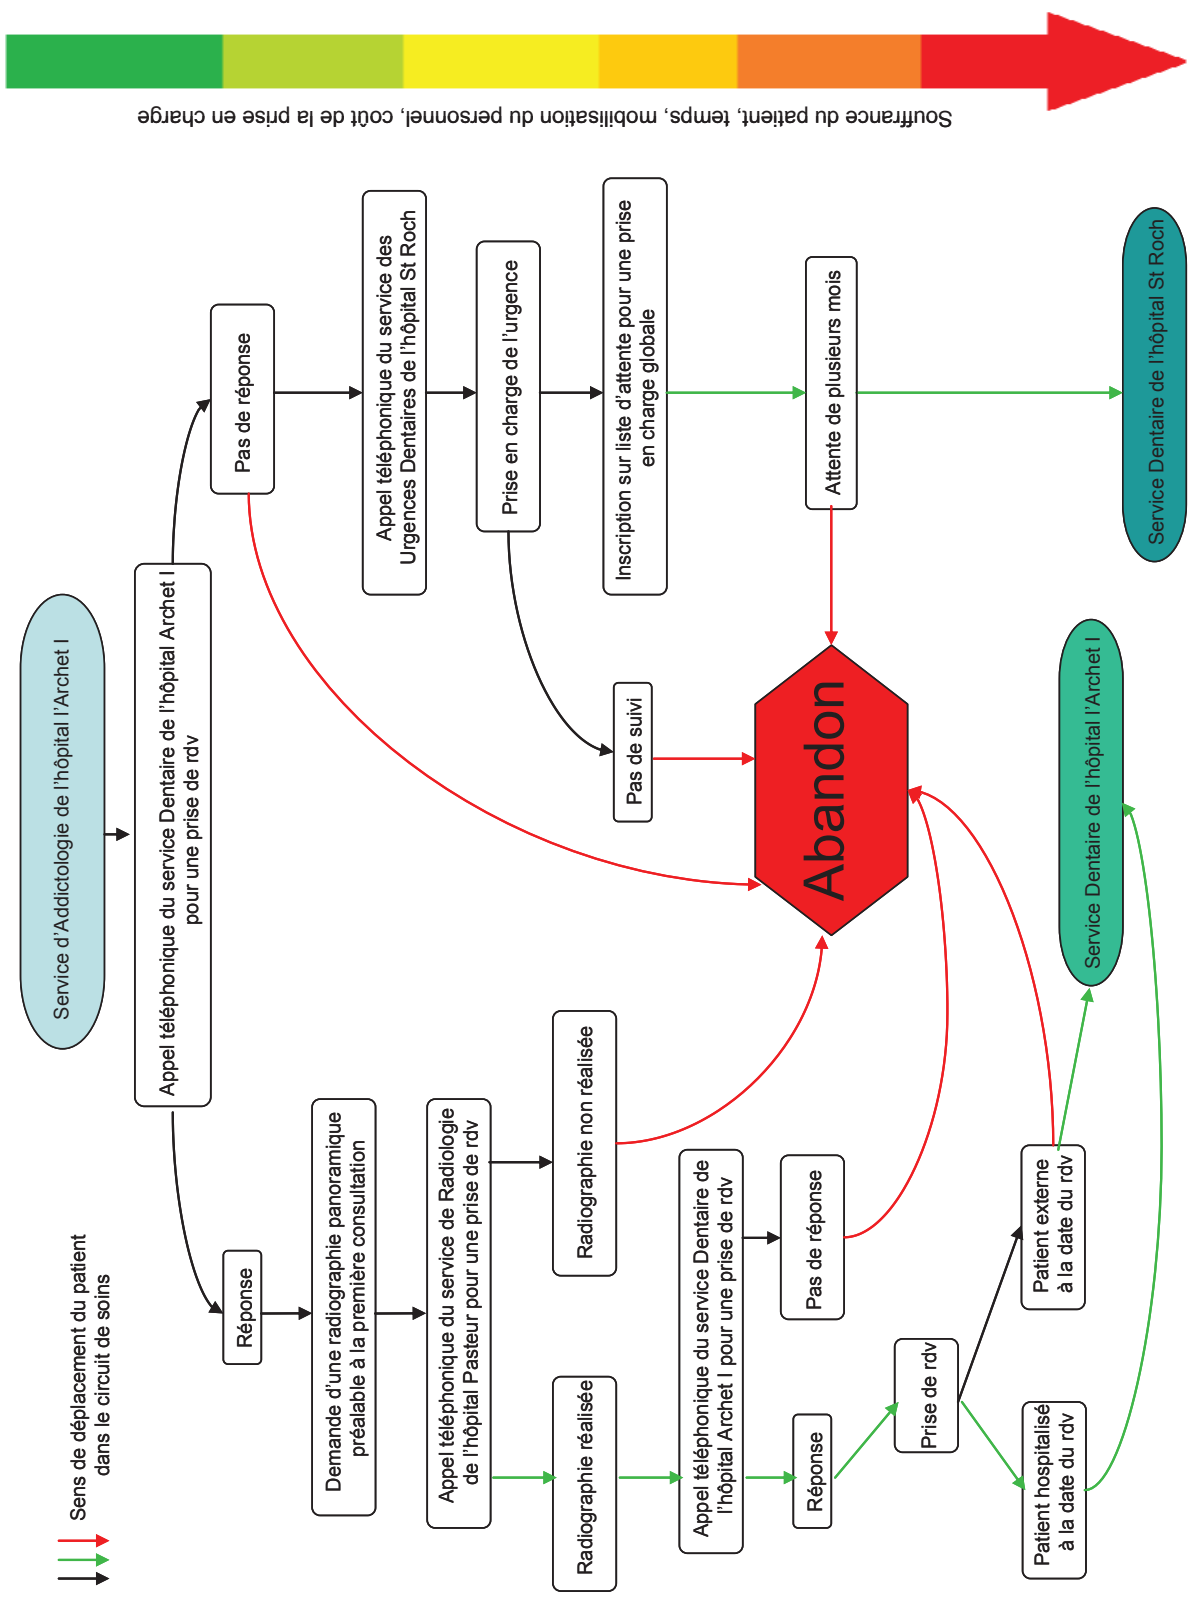 Service d'Addictologie de l'hôpital l'Archet I
Appel téléphonique du service Dentaire de l'hôpital Archet I
pour une prise de rdv
Sens de déplacement du patient
dans le circuit de soins
Réponse
Pas de réponse
Demande d'une radiographie panoramique
préalable à la première consultation
Appel téléphonique du service des
Urgences Dentaires de l'hôpital St Roch
Appel téléphonique du service de Radiologie
de l'hôpital Pasteur pour une prise de rdv
Prise en charge de l'urgence
Radiographie réalisée
Radiographie non réalisée
Pas de suivi
Inscription sur liste d'attente pour une prise
en charge globale
Appel téléphonique du service Dentaire de
l'hôpital Archet I pour une prise de rdv
Réponse
Pas de réponse
Abandon
Attente de plusieurs mois
Prise de rdv
Patient hospitalisé
à la date du rdv
Patient externe
à la date du rdv
Service Dentaire de l'hôpital l'Archet I
Service Dentaire de l'hôpital St Roch
Souffrance du patient, temps, mobilisation du personnel, coût de la prise en charge